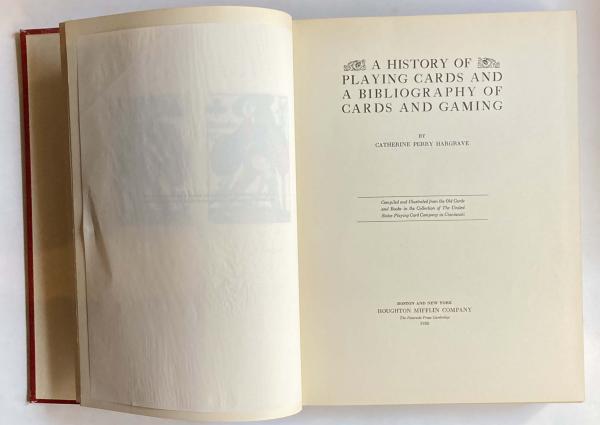 A HISTORY OF
PLAYING CARDS AND
A BIBLIOGRAPHY OF
CARDS AND GAMING
BY
CATHERINE PERRY HARGRAVE
Compiled and Illustrated from the Old Cards
and Books in the Collection of The United
States Playing Card Company in Cincinnati
BOSTON AND NEW YORK
HOUGHTON MIFFLIN COMPANY
The Riverside Press Cambridge
1930